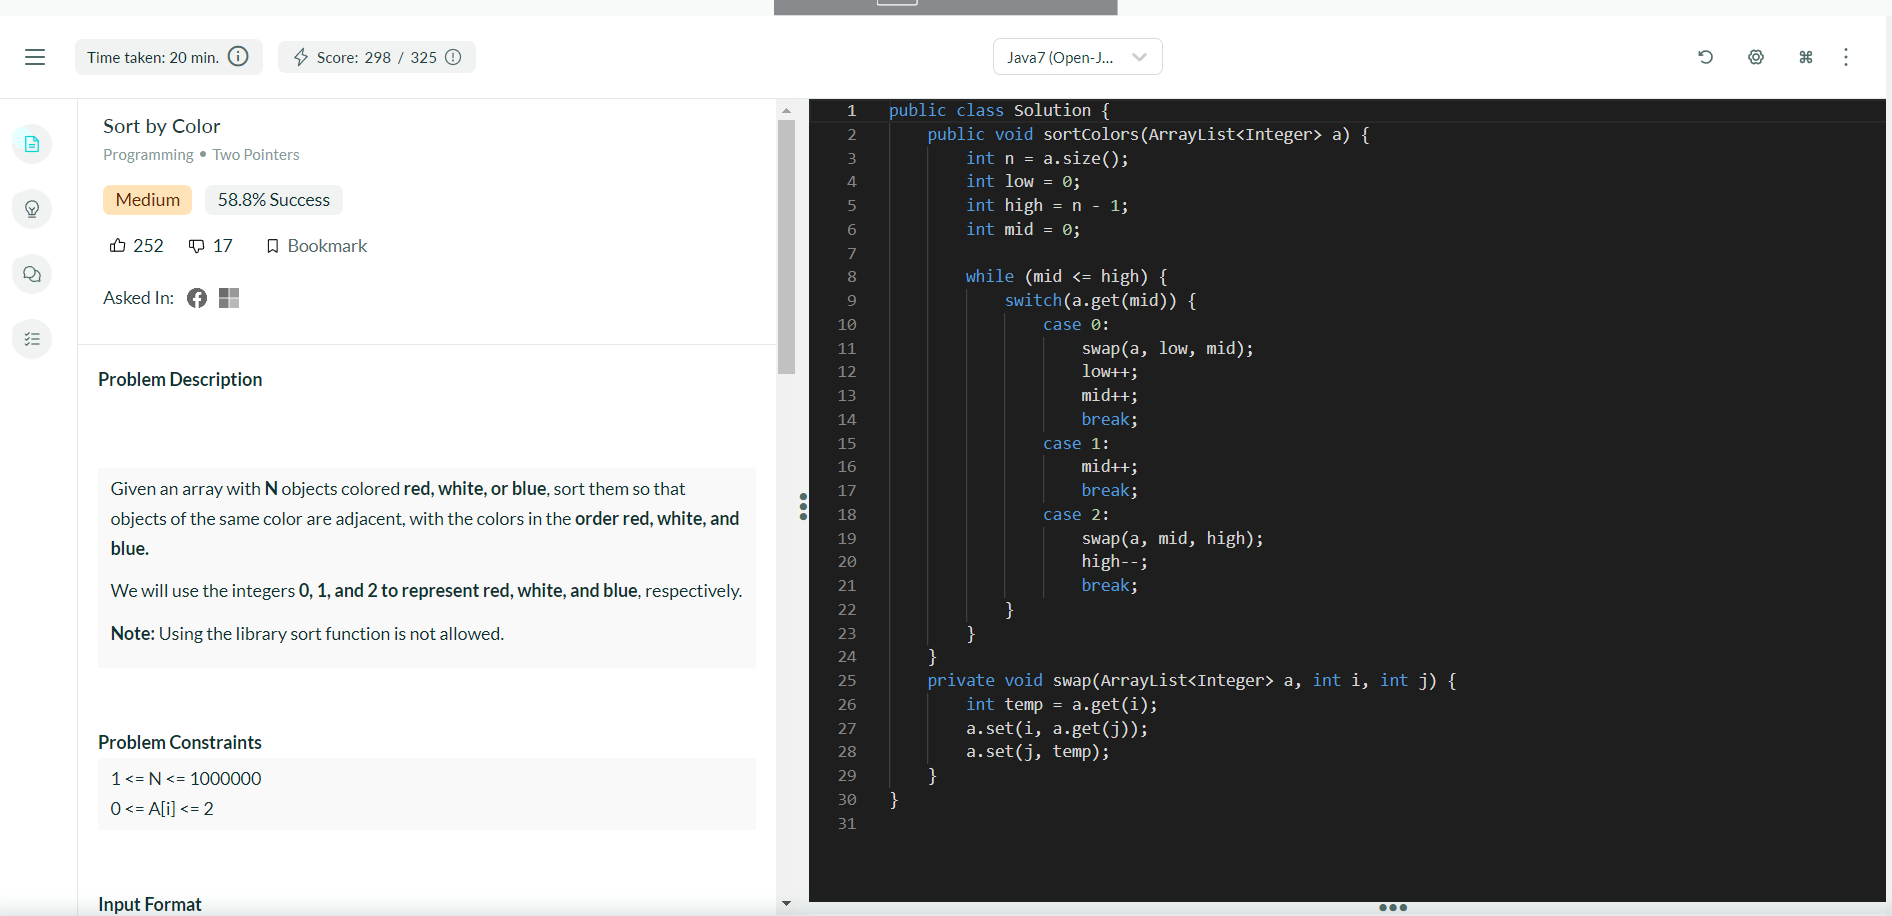 Time taken: 20 min.
Score: 298 / 325
Java7 (Open-J...
Sort by Color
Programming • Two Pointers
Medium
58.8% Success
252
17
Bookmark
Asked In:
Problem Description
Given an array with N objects colored red, white, or blue, sort them so that
objects of the same color are adjacent, with the colors in the order red, white, and
blue.
We will use the integers 0, 1, and 2 to represent red, white, and blue, respectively.
Note: Using the library sort function is not allowed.
Problem Constraints
1 <= N <= 1000000
0 <= A[i] <= 2
Input Format
1 public class Solution {
2     public void sortColors(ArrayList<Integer> a) {
3         int n = a.size();
4         int low = 0;
5         int high = n - 1;
6         int mid = 0;
7
8         while (mid <= high) {
9             switch(a.get(mid)) {
10                 case 0:
11                     swap(a, low, mid);
12                     low++;
13                     mid++;
14                     break;
15                 case 1:
16                     mid++;
17                     break;
18                 case 2:
19                     swap(a, mid, high);
20                     high--;
21                     break;
22             }
23         }
24     }
25     private void swap(ArrayList<Integer> a, int i, int j) {
26         int temp = a.get(i);
27         a.set(i, a.get(j));
28         a.set(j, temp);
29     }
30 }
31